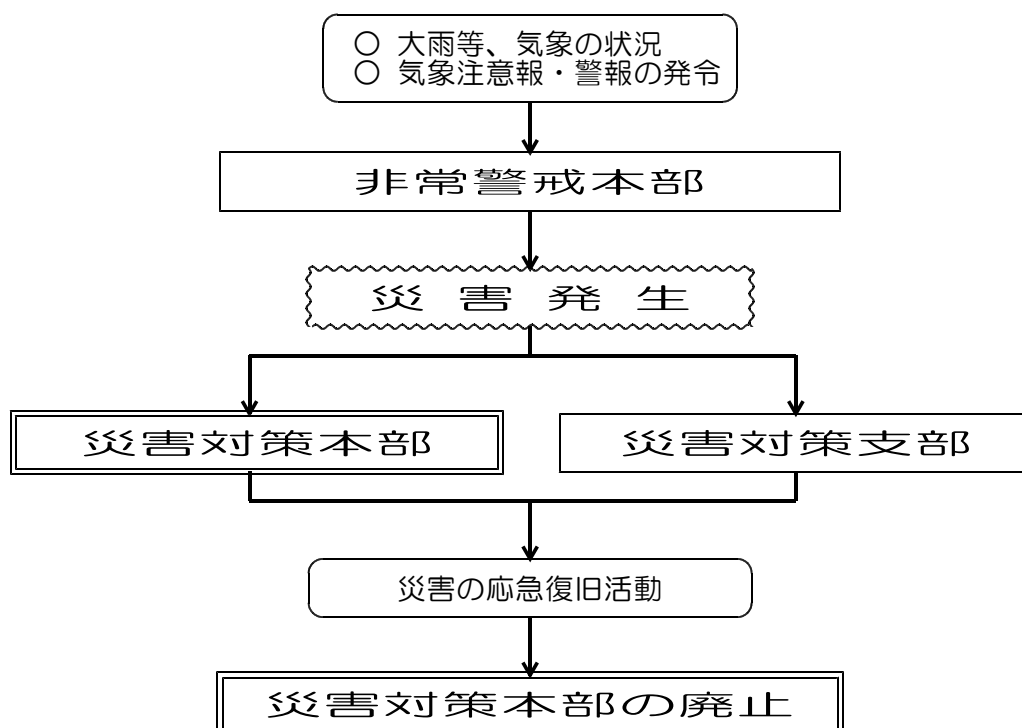 ○ 大雨等、気象の状況
○ 気象注意報・警報の発令
非常警戒本部
災害発生
災害対策本部
災害対策支部
災害の応急復旧活動
災害対策本部の廃止